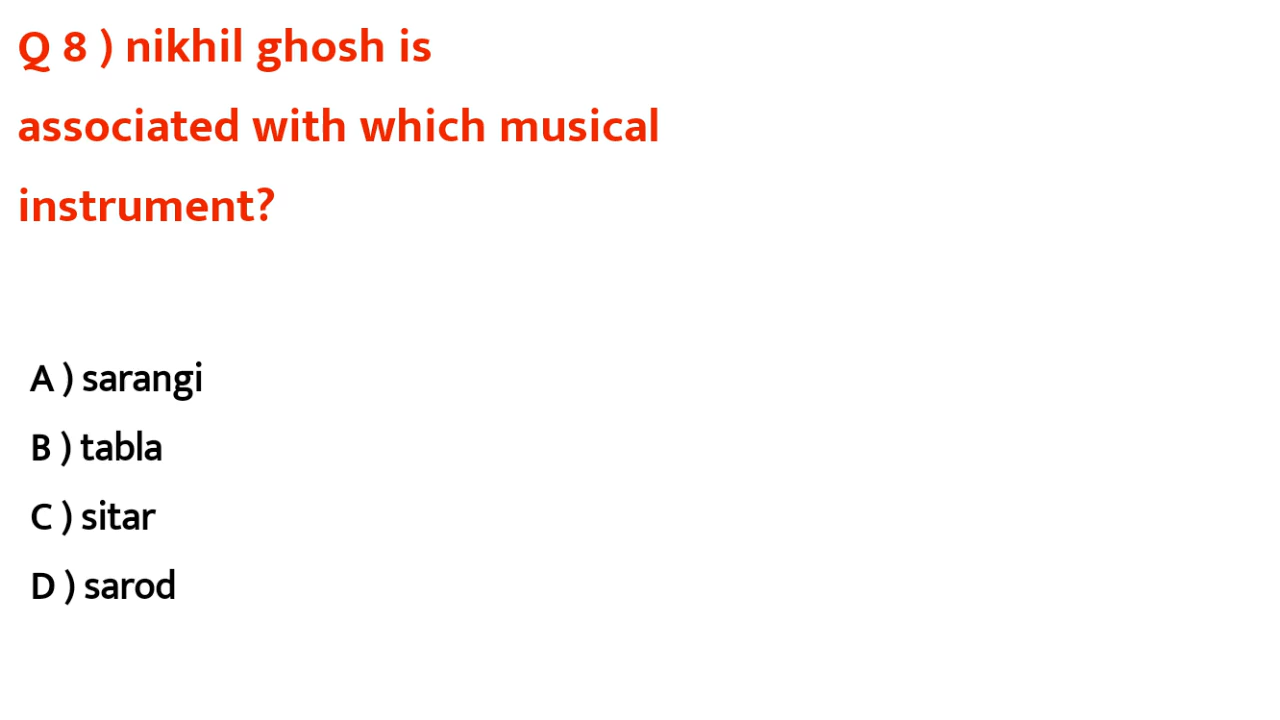 Q 8 ) nikhil ghosh is
associated with which musical
instrument?
A ) sarangi
B ) tabla
C ) sitar
D ) sarod